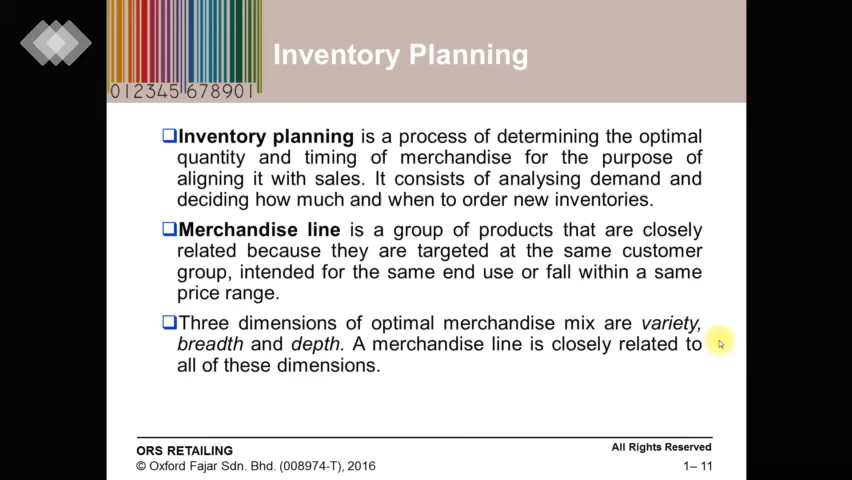 012345 678901
Inventory Planning
Inventory planning is a process of determining the optimal
quantity and timing of merchandise for the purpose of
aligning it with sales. It consists of analysing demand and
deciding how much and when to order new inventories.
Merchandise line is a group of products that are closely
related because they are targeted at the same customer
group, intended for the same end use or fall within a same
price range.
Three dimensions of optimal merchandise mix are variety,
breadth and depth. A merchandise line is closely related to
all of these dimensions.
ORS RETAILING
All Rights Reserved
© Oxford Fajar Sdn. Bhd. (008974-T), 2016
1– 11